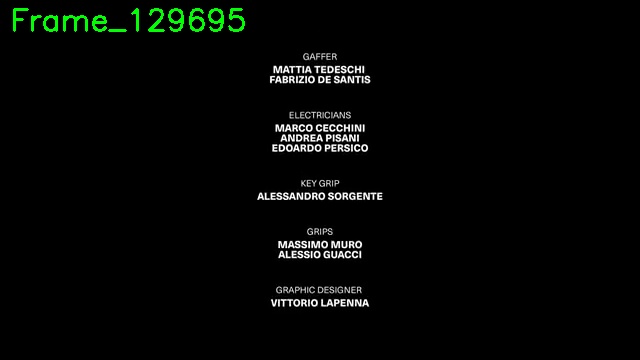 Frame_129695
GAFFER
MATTIA TEDESCHI
FABRIZIO DE SANTIS
ELECTRICIANS
MARCO CECCHINI
ANDREA PISANI
EDOARDO PERSICO
KEY GRIP
ALESSANDRO SORGENTE
GRIPS
MASSIMO MURO
ALESSIO GUACCI
GRAPHIC DESIGNER
VITTORIO LAPENNA